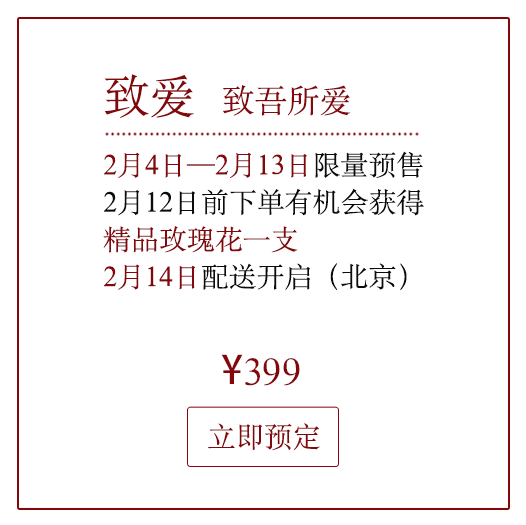 致爱 致吾所爱
2月4日—2月13日限量预售
2月12日前下单有机会获得
精品玫瑰花一支
2月14日配送开启（北京）
¥399
立即预定